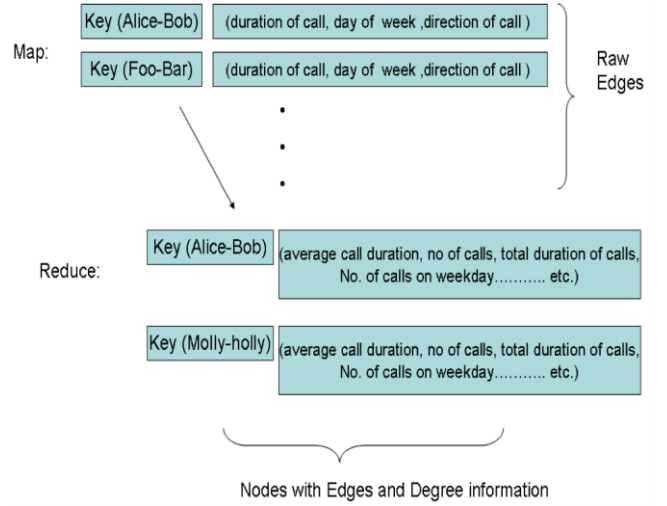 Key (Alice-Bob) (duration of call, day of week ,direction of call )
Map:
Key (Foo-Bar) (duration of call, day of week ,direction of call )
Raw
Edges
Key (Alice-Bob) (average call duration, no of calls, total duration of calls,
No. of calls on weekday……….. etc.)
Reduce:
Key (Molly-holly) (average call duration, no of calls, total duration of calls,
No. of calls on weekday……….. etc.)
Nodes with Edges and Degree information